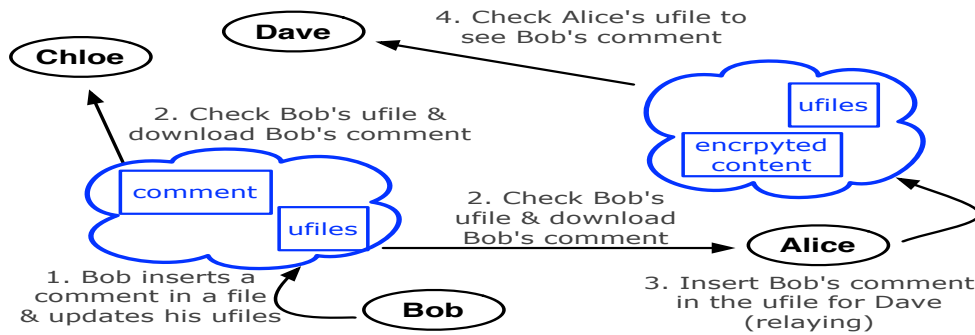 4. Check Alice's ufile to
see Bob's comment
Dave
Chloe
2. Check Bob's ufile &
download Bob's comment
ufiles
encrpyted
content
comment
ufiles
2. Check Bob's
ufile & download
Bob's comment
Alice
1. Bob inserts a
comment in a file
& updates his ufiles
Bob
3. Insert Bob's comment
in the ufile for Dave
(relaying)